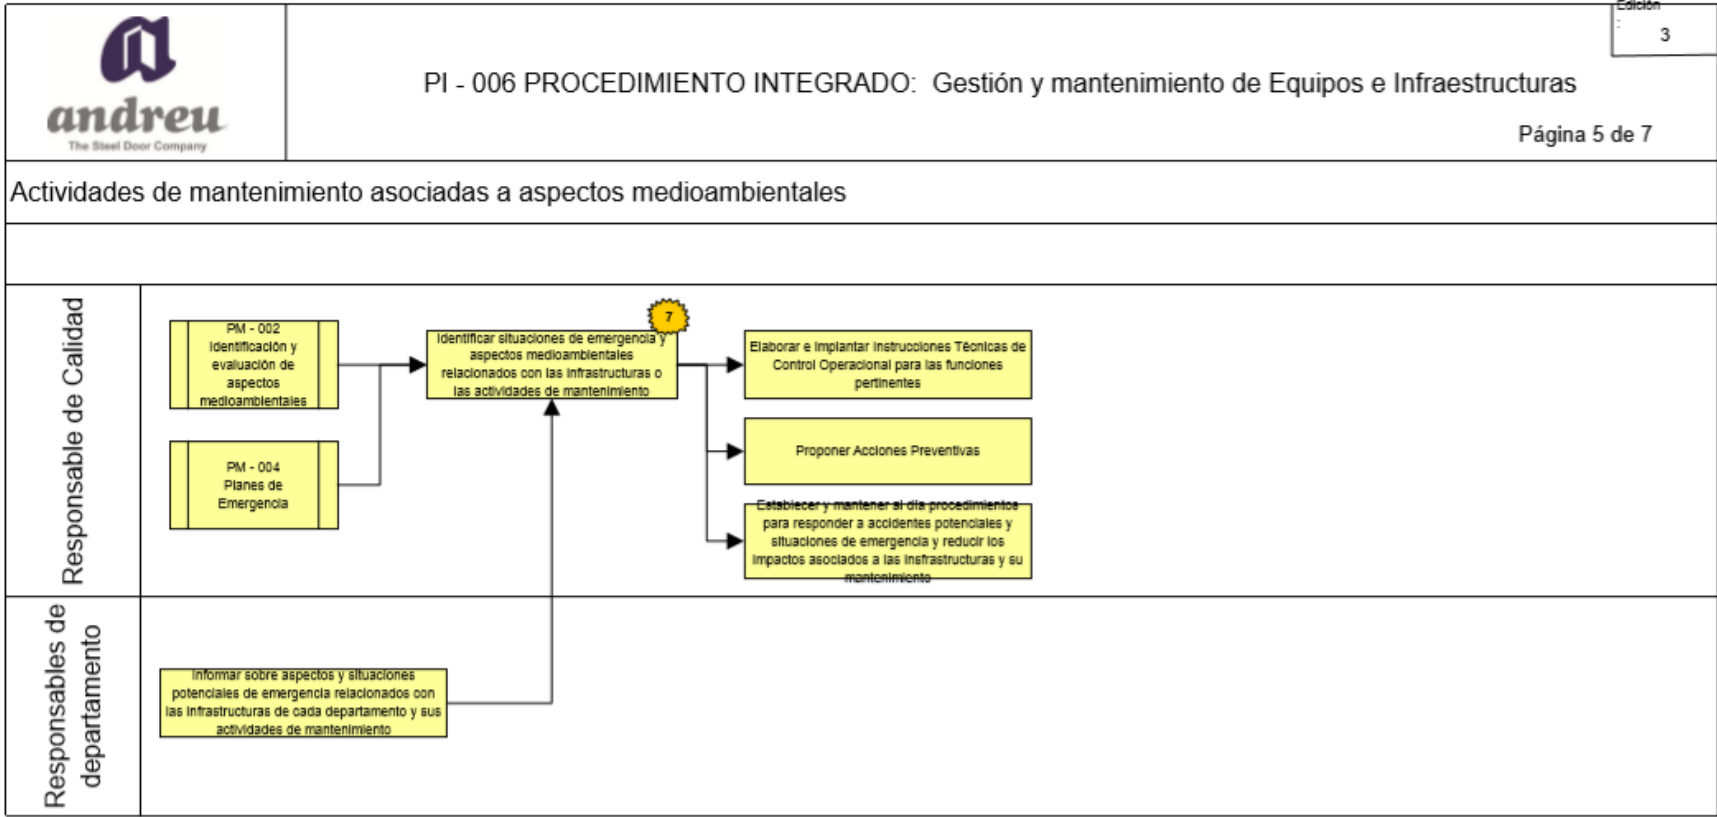 Edición
:
3
andreu
The Steel Door Company
PI - 006 PROCEDIMIENTO INTEGRADO: Gestión y mantenimiento de Equipos e Infraestructuras
Página 5 de 7
Actividades de mantenimiento asociadas a aspectos medioambientales
Responsable de Calidad
PM - 002
Identificación y
evaluación de
aspectos
medioambientales
PM - 004
Planes de
Emergencia
7
Identificar situaciones de emergencia y
aspectos medioambientales
relacionados con las infrastructuras o
las actividades de mantenimiento
Elaborar e Implantar Instrucciones Técnicas de
Control Operacional para las funciones
pertinentes
Proponer Acciones Preventivas
Establecer y mantener al día procedimientos
para responder a accidentes potenciales y
situaciones de emergencia y reducir los
impactos asociados a las insfrastructuras y su
mantenimiento
Responsables de
departamento
Informar sobre aspectos y situaciones
potenciales de emergencia relacionados con
las infrastructuras de cada departamento y sus
actividades de mantenimiento